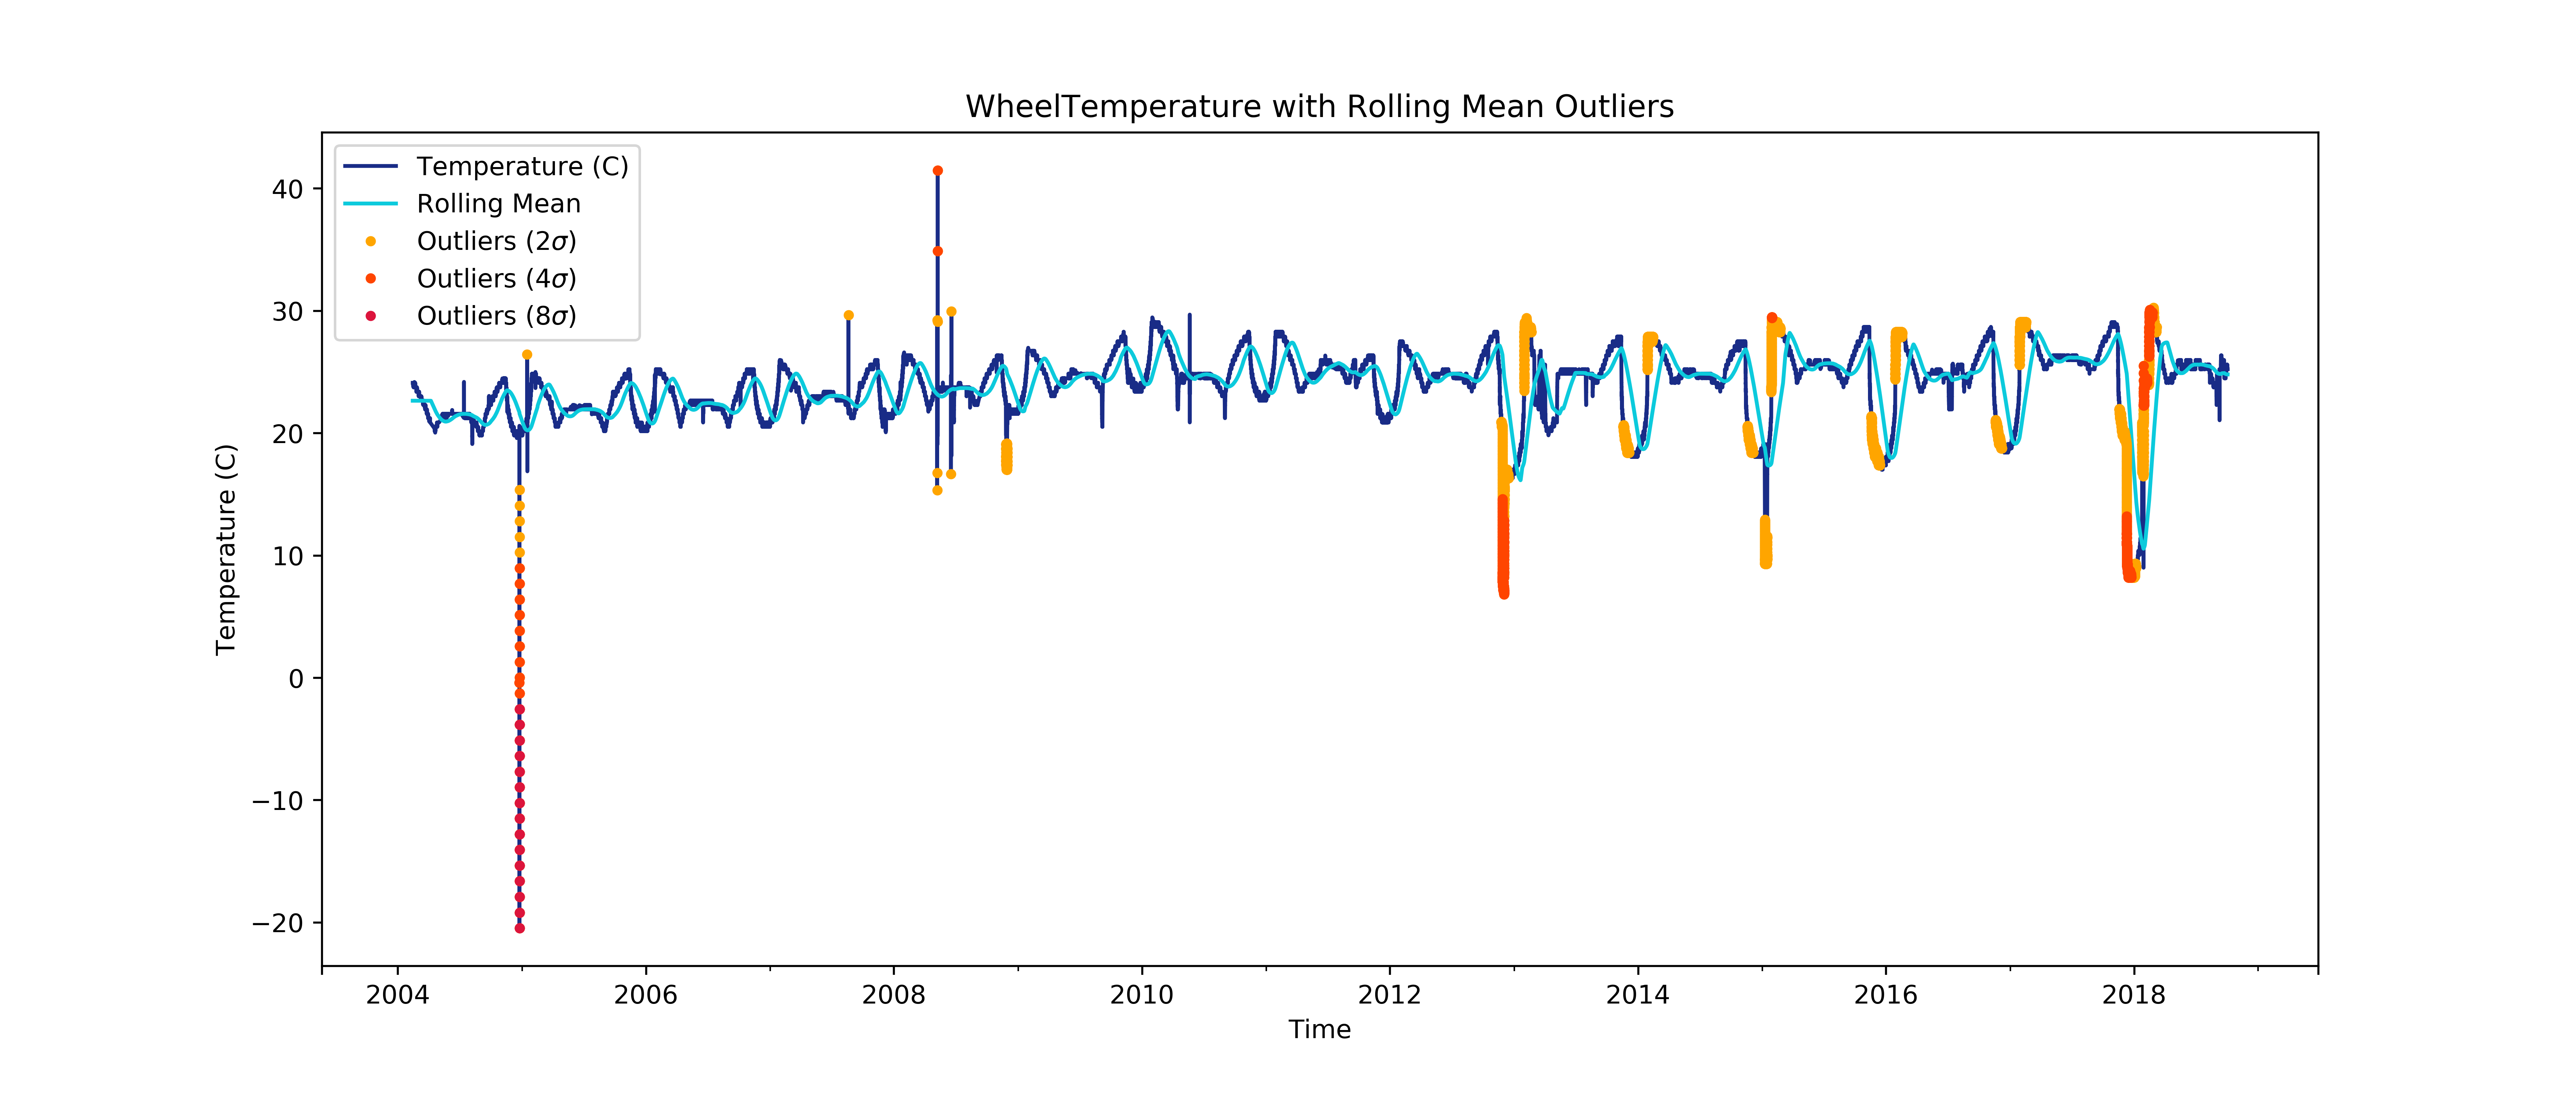 WheelTemperature with Rolling Mean Outliers
Temperature (C)
Rolling Mean
Outliers (2σ)
Outliers (4σ)
Outliers (8σ)
40
30
20
10
0
−10
−20
Temperature (C)
2004 2006 2008 2010 2012 2014 2016 2018
Time